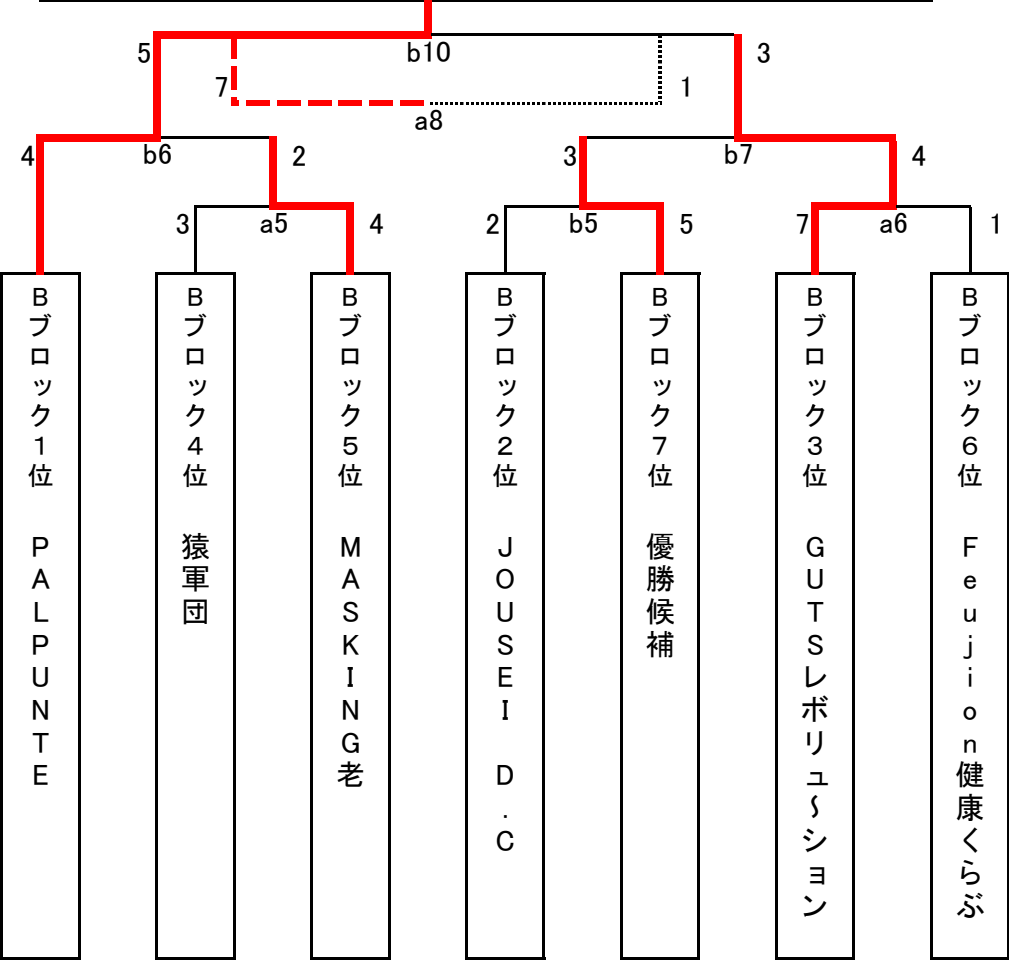 5 b10 3
7 a8 1
4 b6 2
3 b7 4
3 a5 4
2 b5 5
7 a6 1
Bブロック1位 PALPUNTE
Bブロック4位 猿軍団
Bブロック5位 MASKING老
Bブロック2位 JOUSEI D.C
Bブロック7位 優勝候補
Bブロック3位 GUTSレボリュ～ション
Bブロック6位 Feujion健康くらぶ